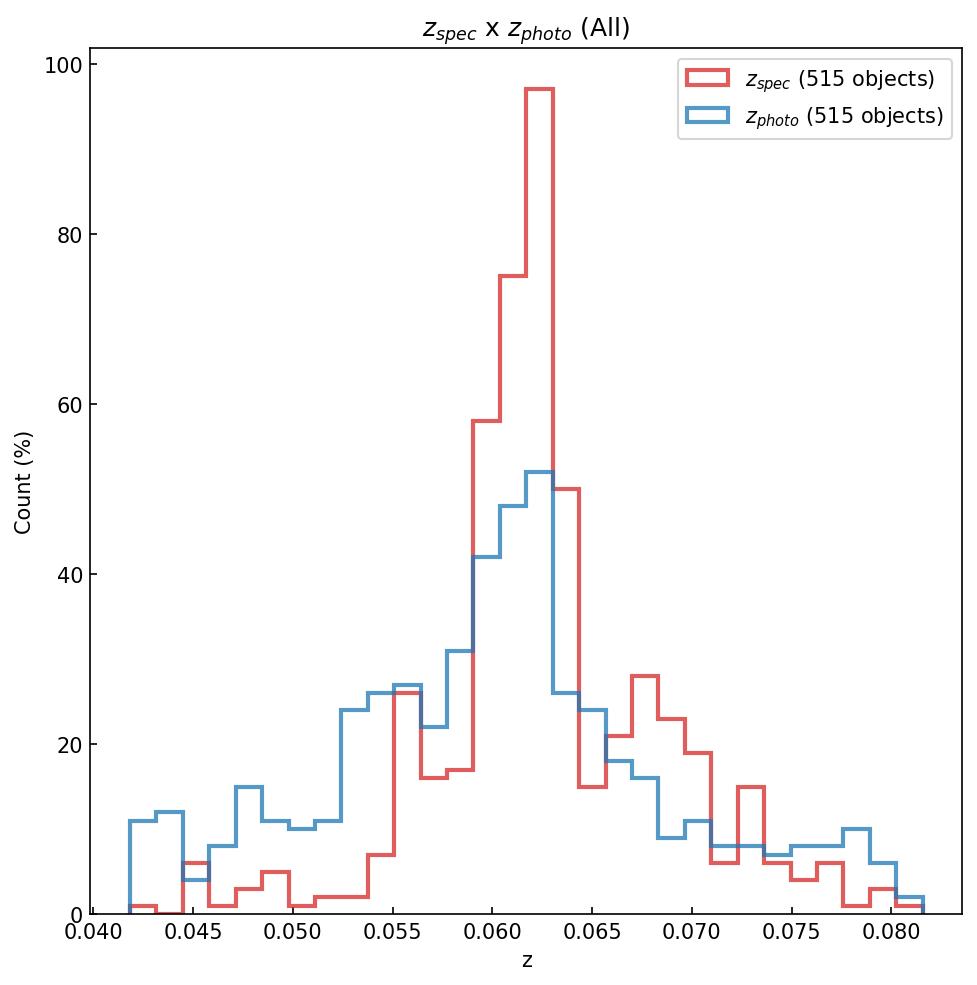 z_spec x z_photo (All)
z_spec (515 objects)
z_photo (515 objects)
Count (%)
100
80
60
40
20
0
0.040 0.045 0.050 0.055 0.060 0.065 0.070 0.075 0.080
z